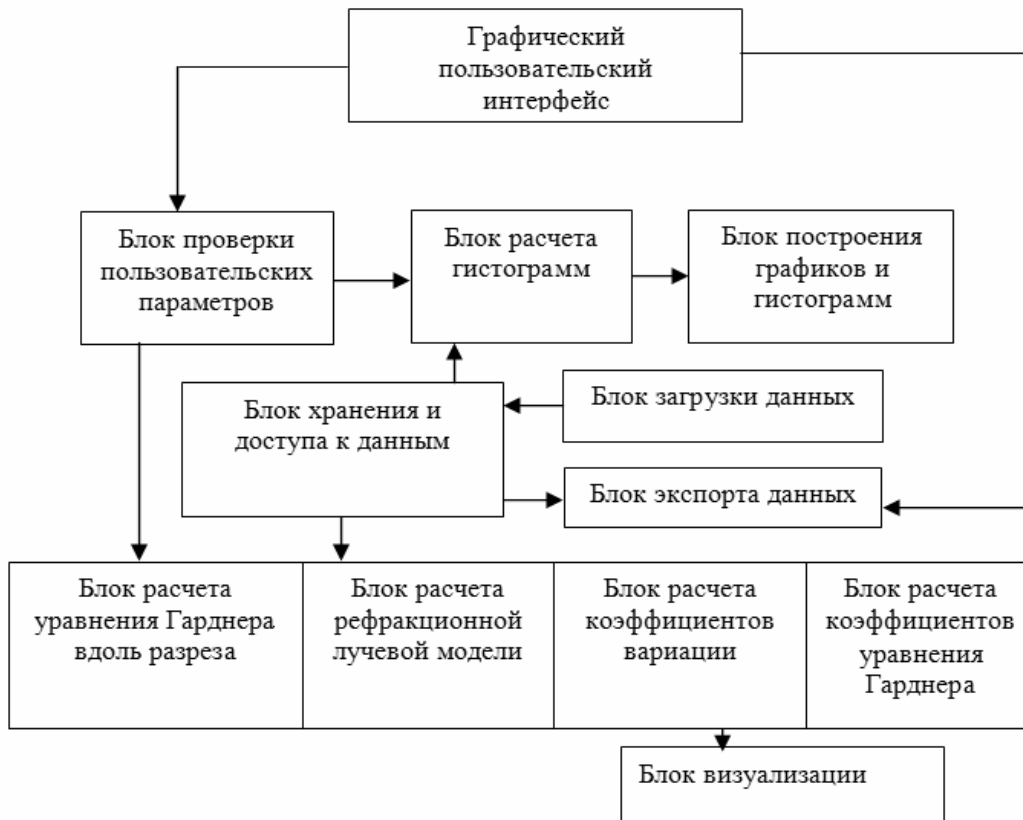 Графический
пользовательский
интерфейс
Блок проверки
пользовательских
параметров
Блок расчета
гистограмм
Блок построения
графиков и
гистограмм
Блок хранения и
доступа к данным
Блок загрузки данных
Блок экспорта данных
Блок расчета
уравнения Гарднера
вдоль разреза
Блок расчета
рефракционной
лучевой модели
Блок расчета
коэффициентов
вариации
Блок расчета
коэффициентов
уравнения
Гарднера
Блок визуализации